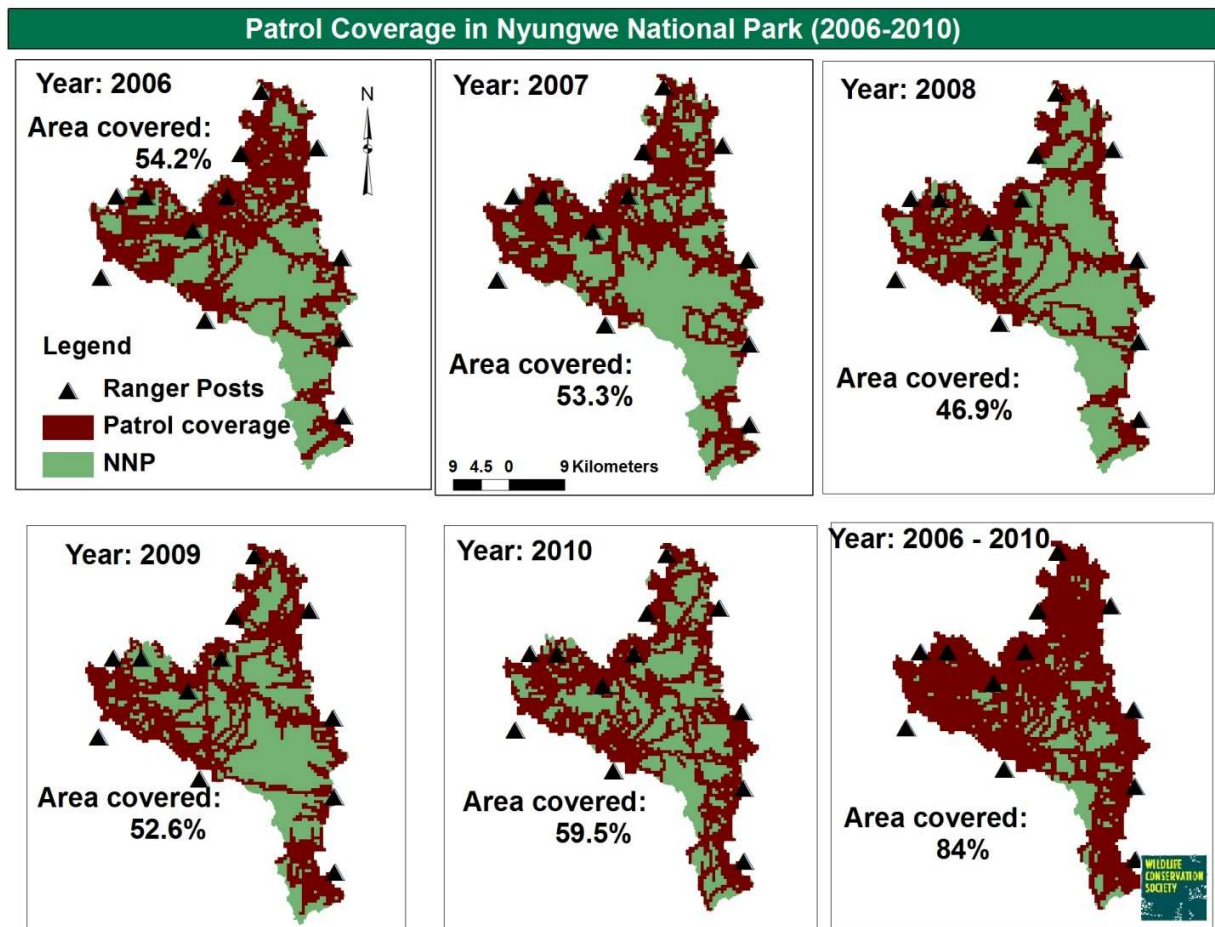 Patrol Coverage in Nyungwe National Park (2006-2010)
Year: 2006
Area covered:
54.2%
N
Legend
Ranger Posts
Patrol coverage
NNP
Year: 2007
Area covered:
53.3%
9 4.5 0 9 Kilometers
Year: 2008
Area covered:
46.9%
Year: 2009
Area covered:
52.6%
Year: 2010
Area covered:
59.5%
Year: 2006 - 2010
Area covered:
84%
WILDLIFE
CONSERVATION
SOCIETY